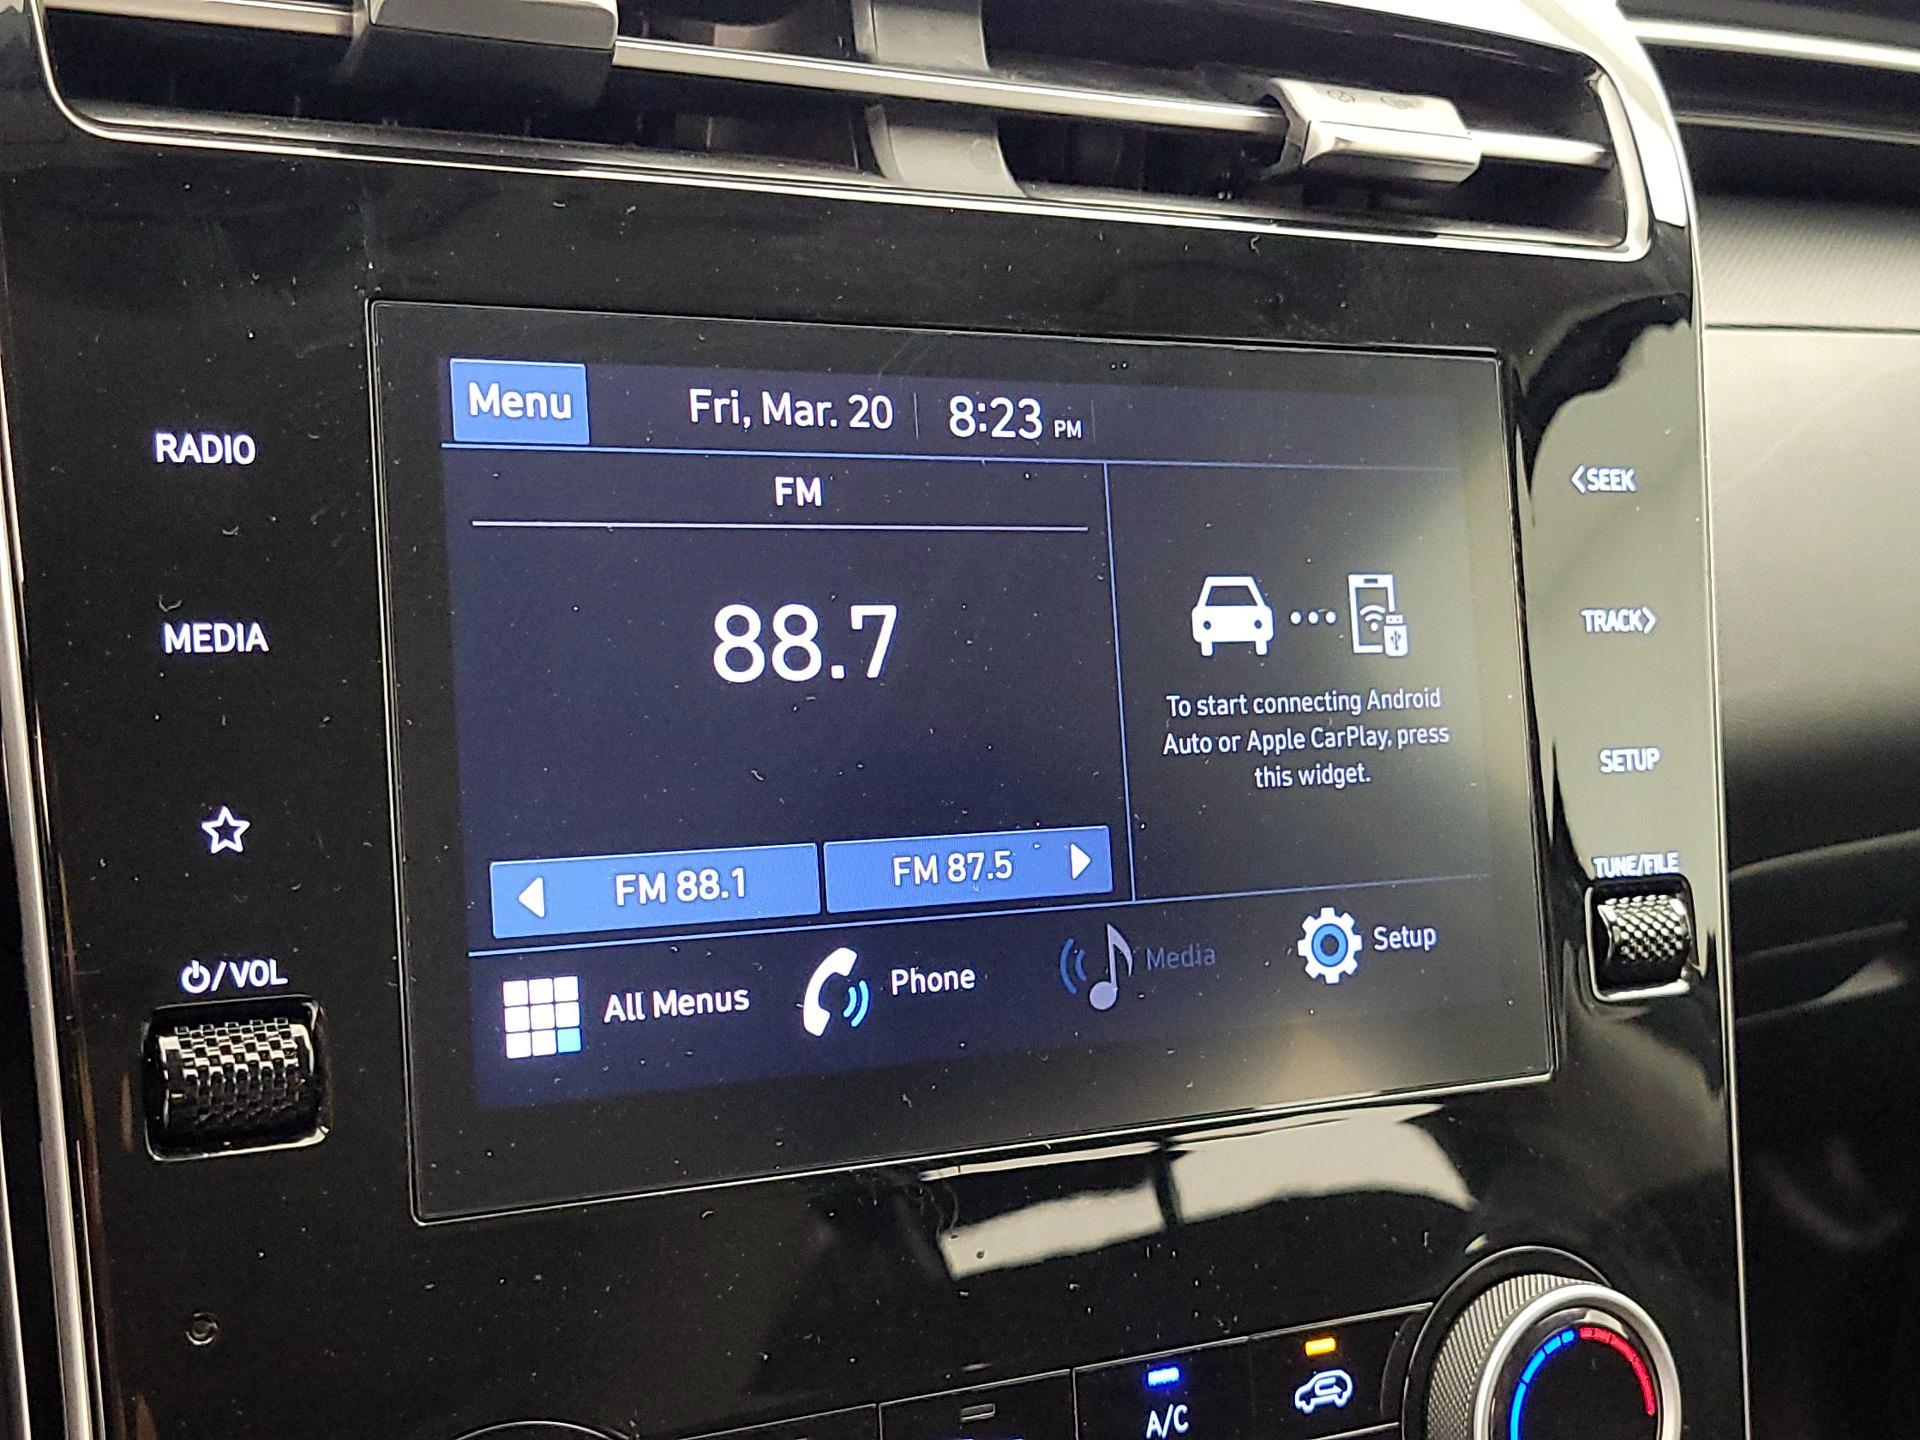 Menu
Fri, Mar. 20
8:23 PM
RADIO
FM
<SEEK
88.7
MEDIA
TRACK>
To start connecting Android
Auto or Apple CarPlay, press
this widget.
SETUP
FM 88.1
FM 87.5
TUNE/FILE
/VOL
All Menus
Phone
Media
Setup
A/C